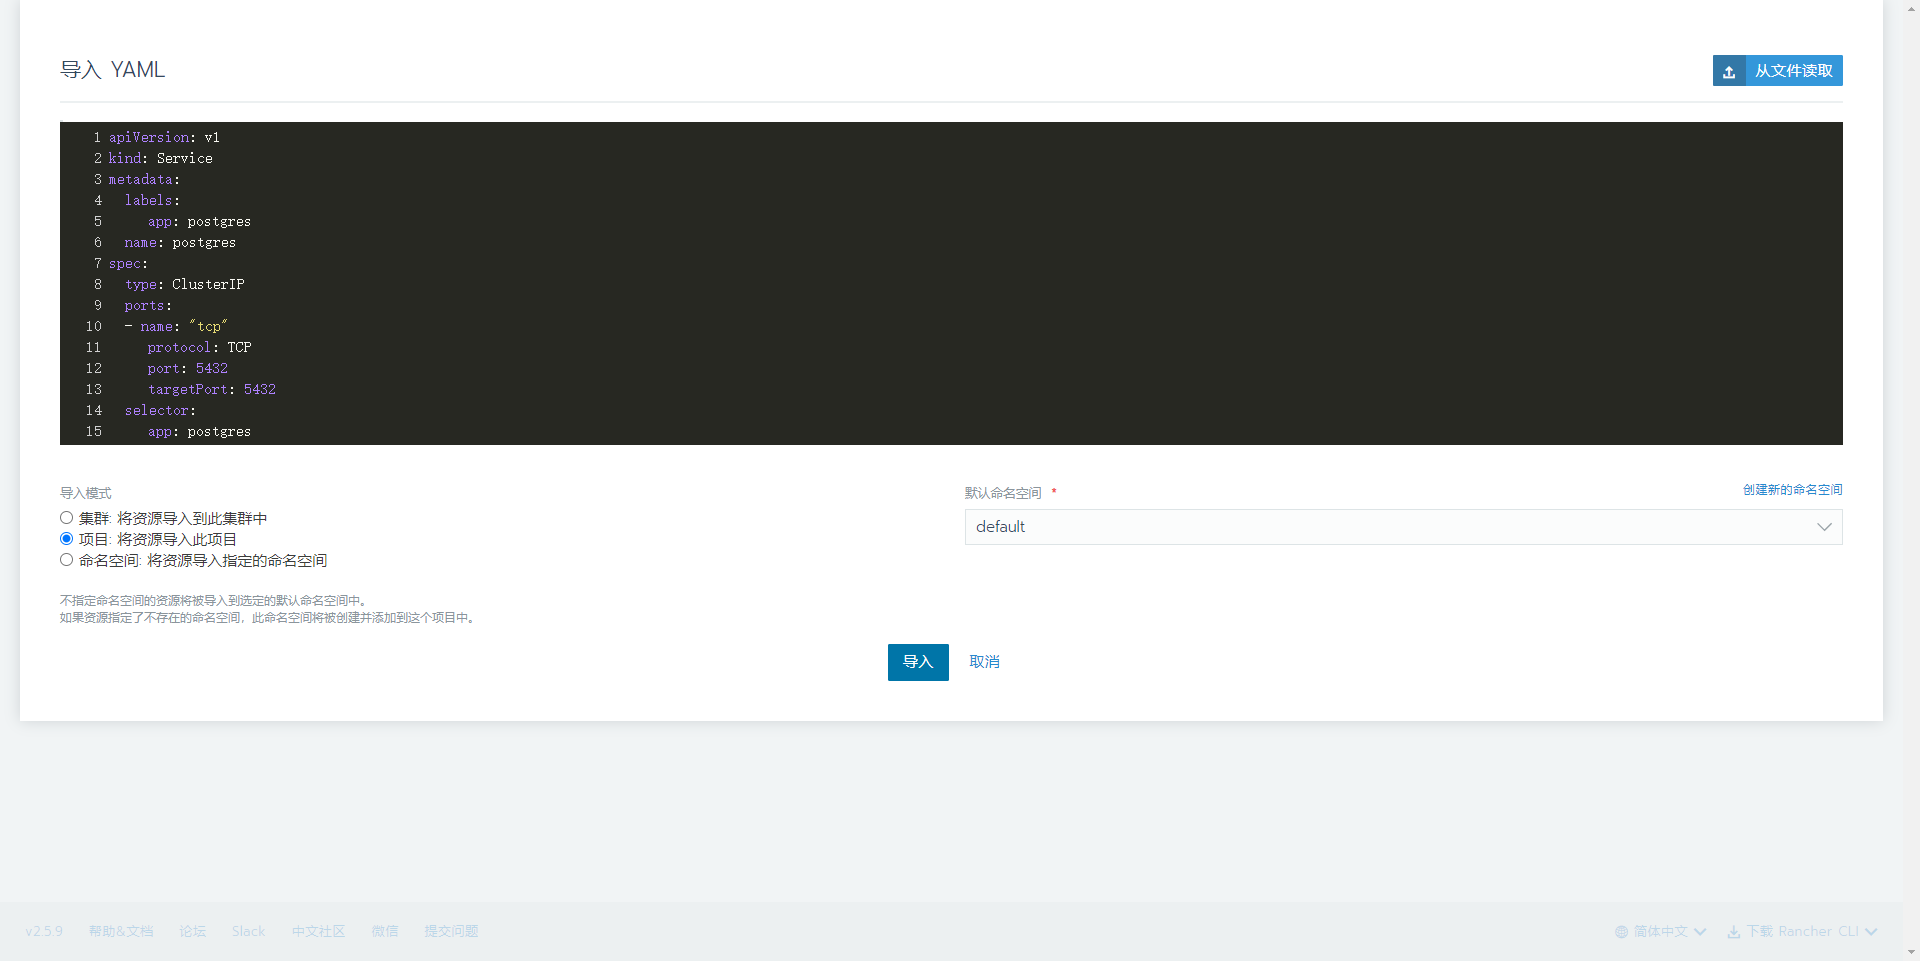 导入 YAML
从文件读取
1 apiVersion: v1
2 kind: Service
3 metadata:
4   labels:
5      app: postgres
6   name: postgres
7 spec:
8   type: ClusterIP
9   ports:
10   - name: "tcp"
11      protocol: TCP
12      port: 5432
13      targetPort: 5432
14   selector:
15      app: postgres
导入模式
集群: 将资源导入到此集群中
项目: 将资源导入此项目
命名空间: 将资源导入指定的命名空间
默认命名空间 *
创建新的命名空间
default
不指定命名空间的资源将被导入到选定的默认命名空间中。
如果资源指定了不存在的命名空间，此命名空间将被创建并添加到这个项目中。
导入 取消
v2.5.9 帮助&文档 论坛 Slack 中文社区 微信 提交问题 简体中文 下载 Rancher CLI